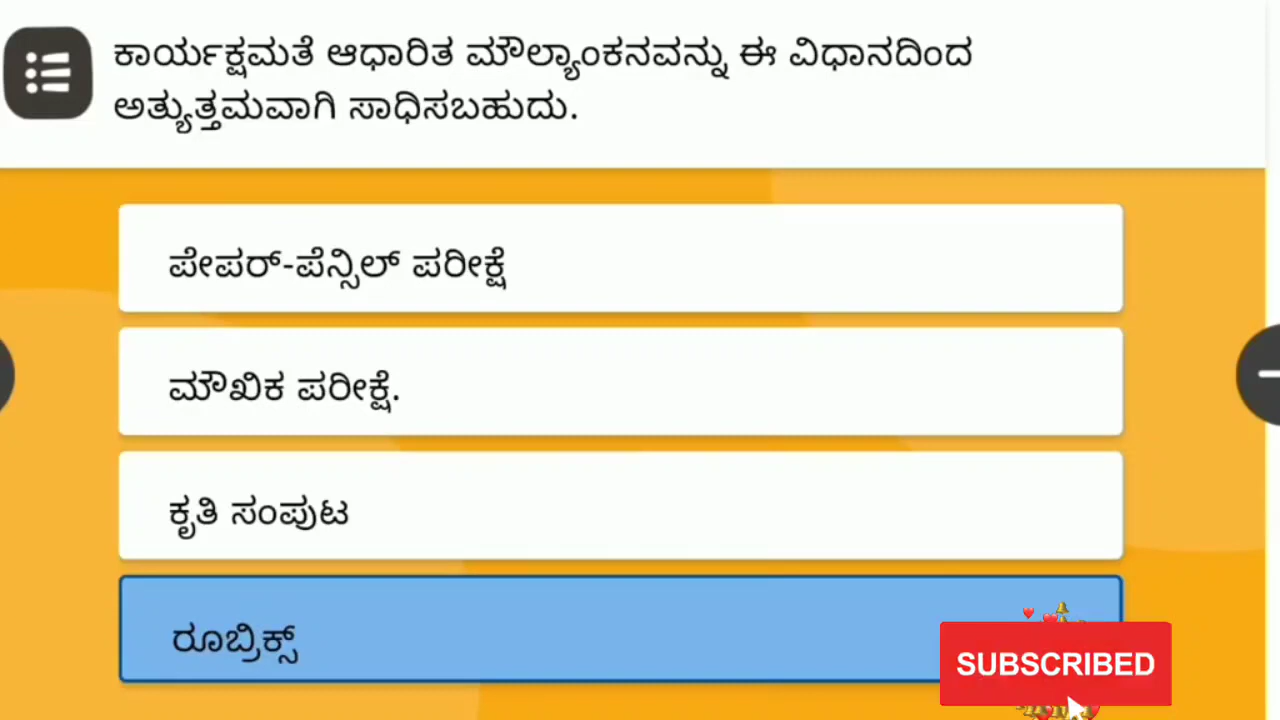 ಕಾರ್ಯಕ್ಷಮತೆ ಆಧಾರಿತ ಮೌಲ್ಯಾಂಕನವನ್ನು ಈ ವಿಧಾನದಿಂದ
ಅತ್ಯುತ್ತಮವಾಗಿ ಸಾಧಿಸಬಹುದು.
ಪೇಪರ್-ಪೆನ್ಸಿಲ್ ಪರೀಕ್ಷೆ
ಮೌಖಿಕ ಪರೀಕ್ಷೆ.
ಕೃತಿ ಸಂಪುಟ
ರೂಬ್ರಿಕ್ಸ್
SUBSCRIBED